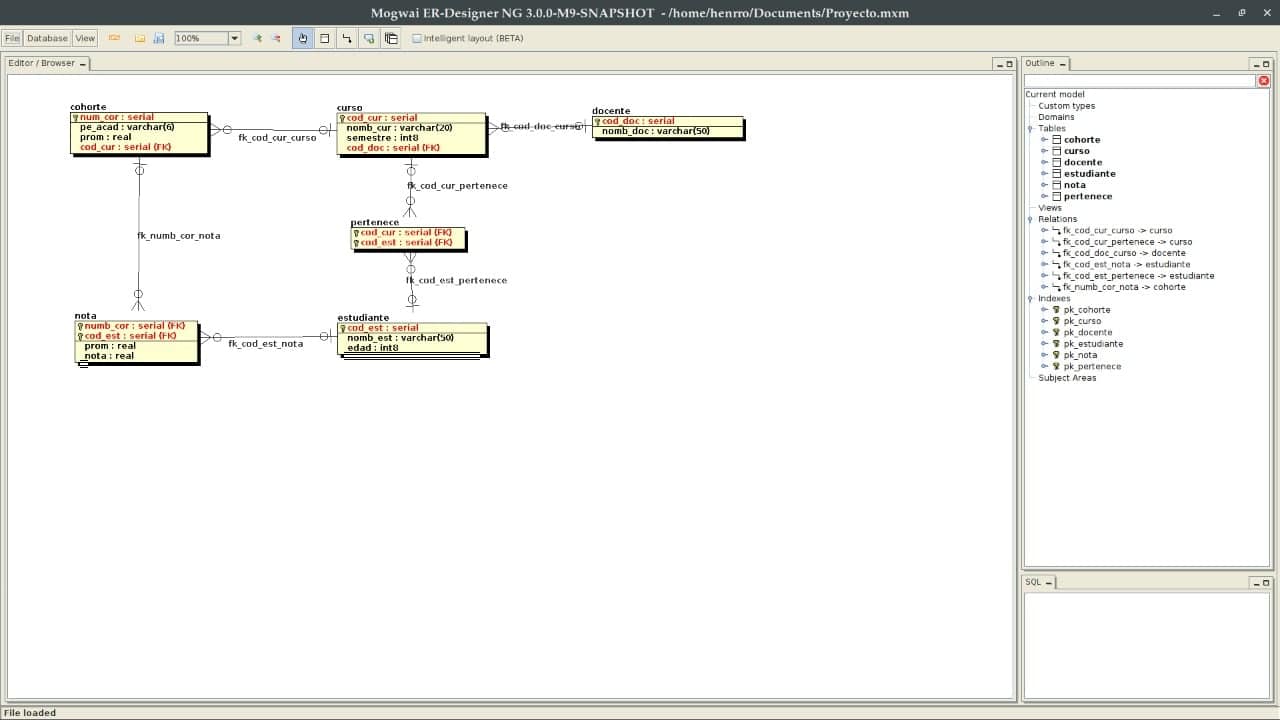 Mogwai ER-Designer NG 3.0.0-M9-SNAPSHOT - /home/henrro/Documents/Proyecto.mxm
File Database View 100% Intelligent layout (BETA)
Editor / Browser
cohorte
num_cor : serial
pe_acad : varchar(6)
prom : real
cod_cur : serial (FK)
fk_cod_cur_curso
curso
cod_cur : serial
nomb_cur : varchar(20)
semestre : int8
cod_doc : serial (FK)
fk_cod_doc_curso
docente
cod_doc : serial
nomb_doc : varchar(50)
fk_cod_cur_pertenece
pertenece
cod_cur : serial (FK)
cod_est : serial (FK)
fk_numb_cor_nota
fk_cod_est_pertenece
nota
numb_cor : serial (FK)
cod_est : serial (FK)
prom : real
nota : real
fk_cod_est_nota
estudiante
cod_est : serial
nomb_est : varchar(50)
edad : int8
Outline
Current model
Custom types
Domains
Tables
cohorte
curso
docente
estudiante
nota
pertenece
Views
Relations
fk_cod_cur_curso -> curso
fk_cod_cur_pertenece -> curso
fk_cod_doc_curso -> docente
fk_cod_est_nota -> estudiante
fk_cod_est_pertenece -> estudiante
fk_numb_cor_nota -> cohorte
Indexes
pk_cohorte
pk_curso
pk_docente
pk_estudiante
pk_nota
pk_pertenece
Subject Areas
SQL
File loaded